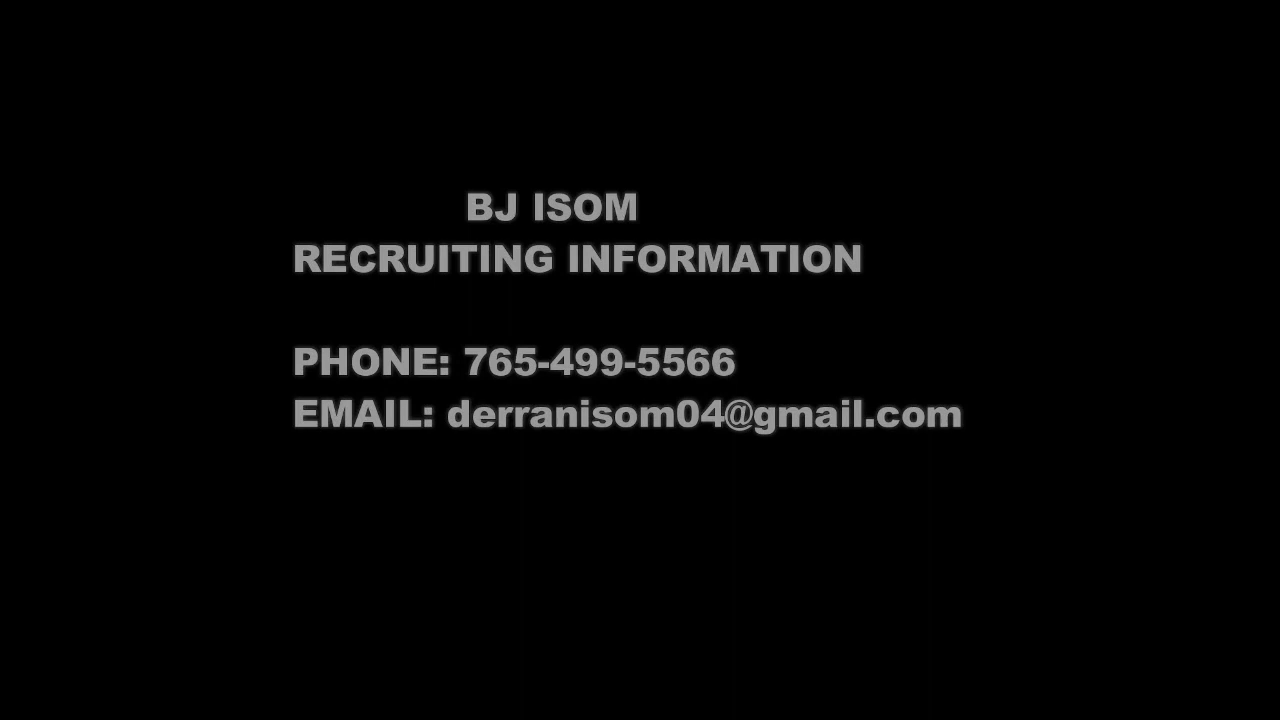 BJ ISOM
RECRUITING INFORMATION
PHONE: 765-499-5566
EMAIL: derranisom04@gmail.com